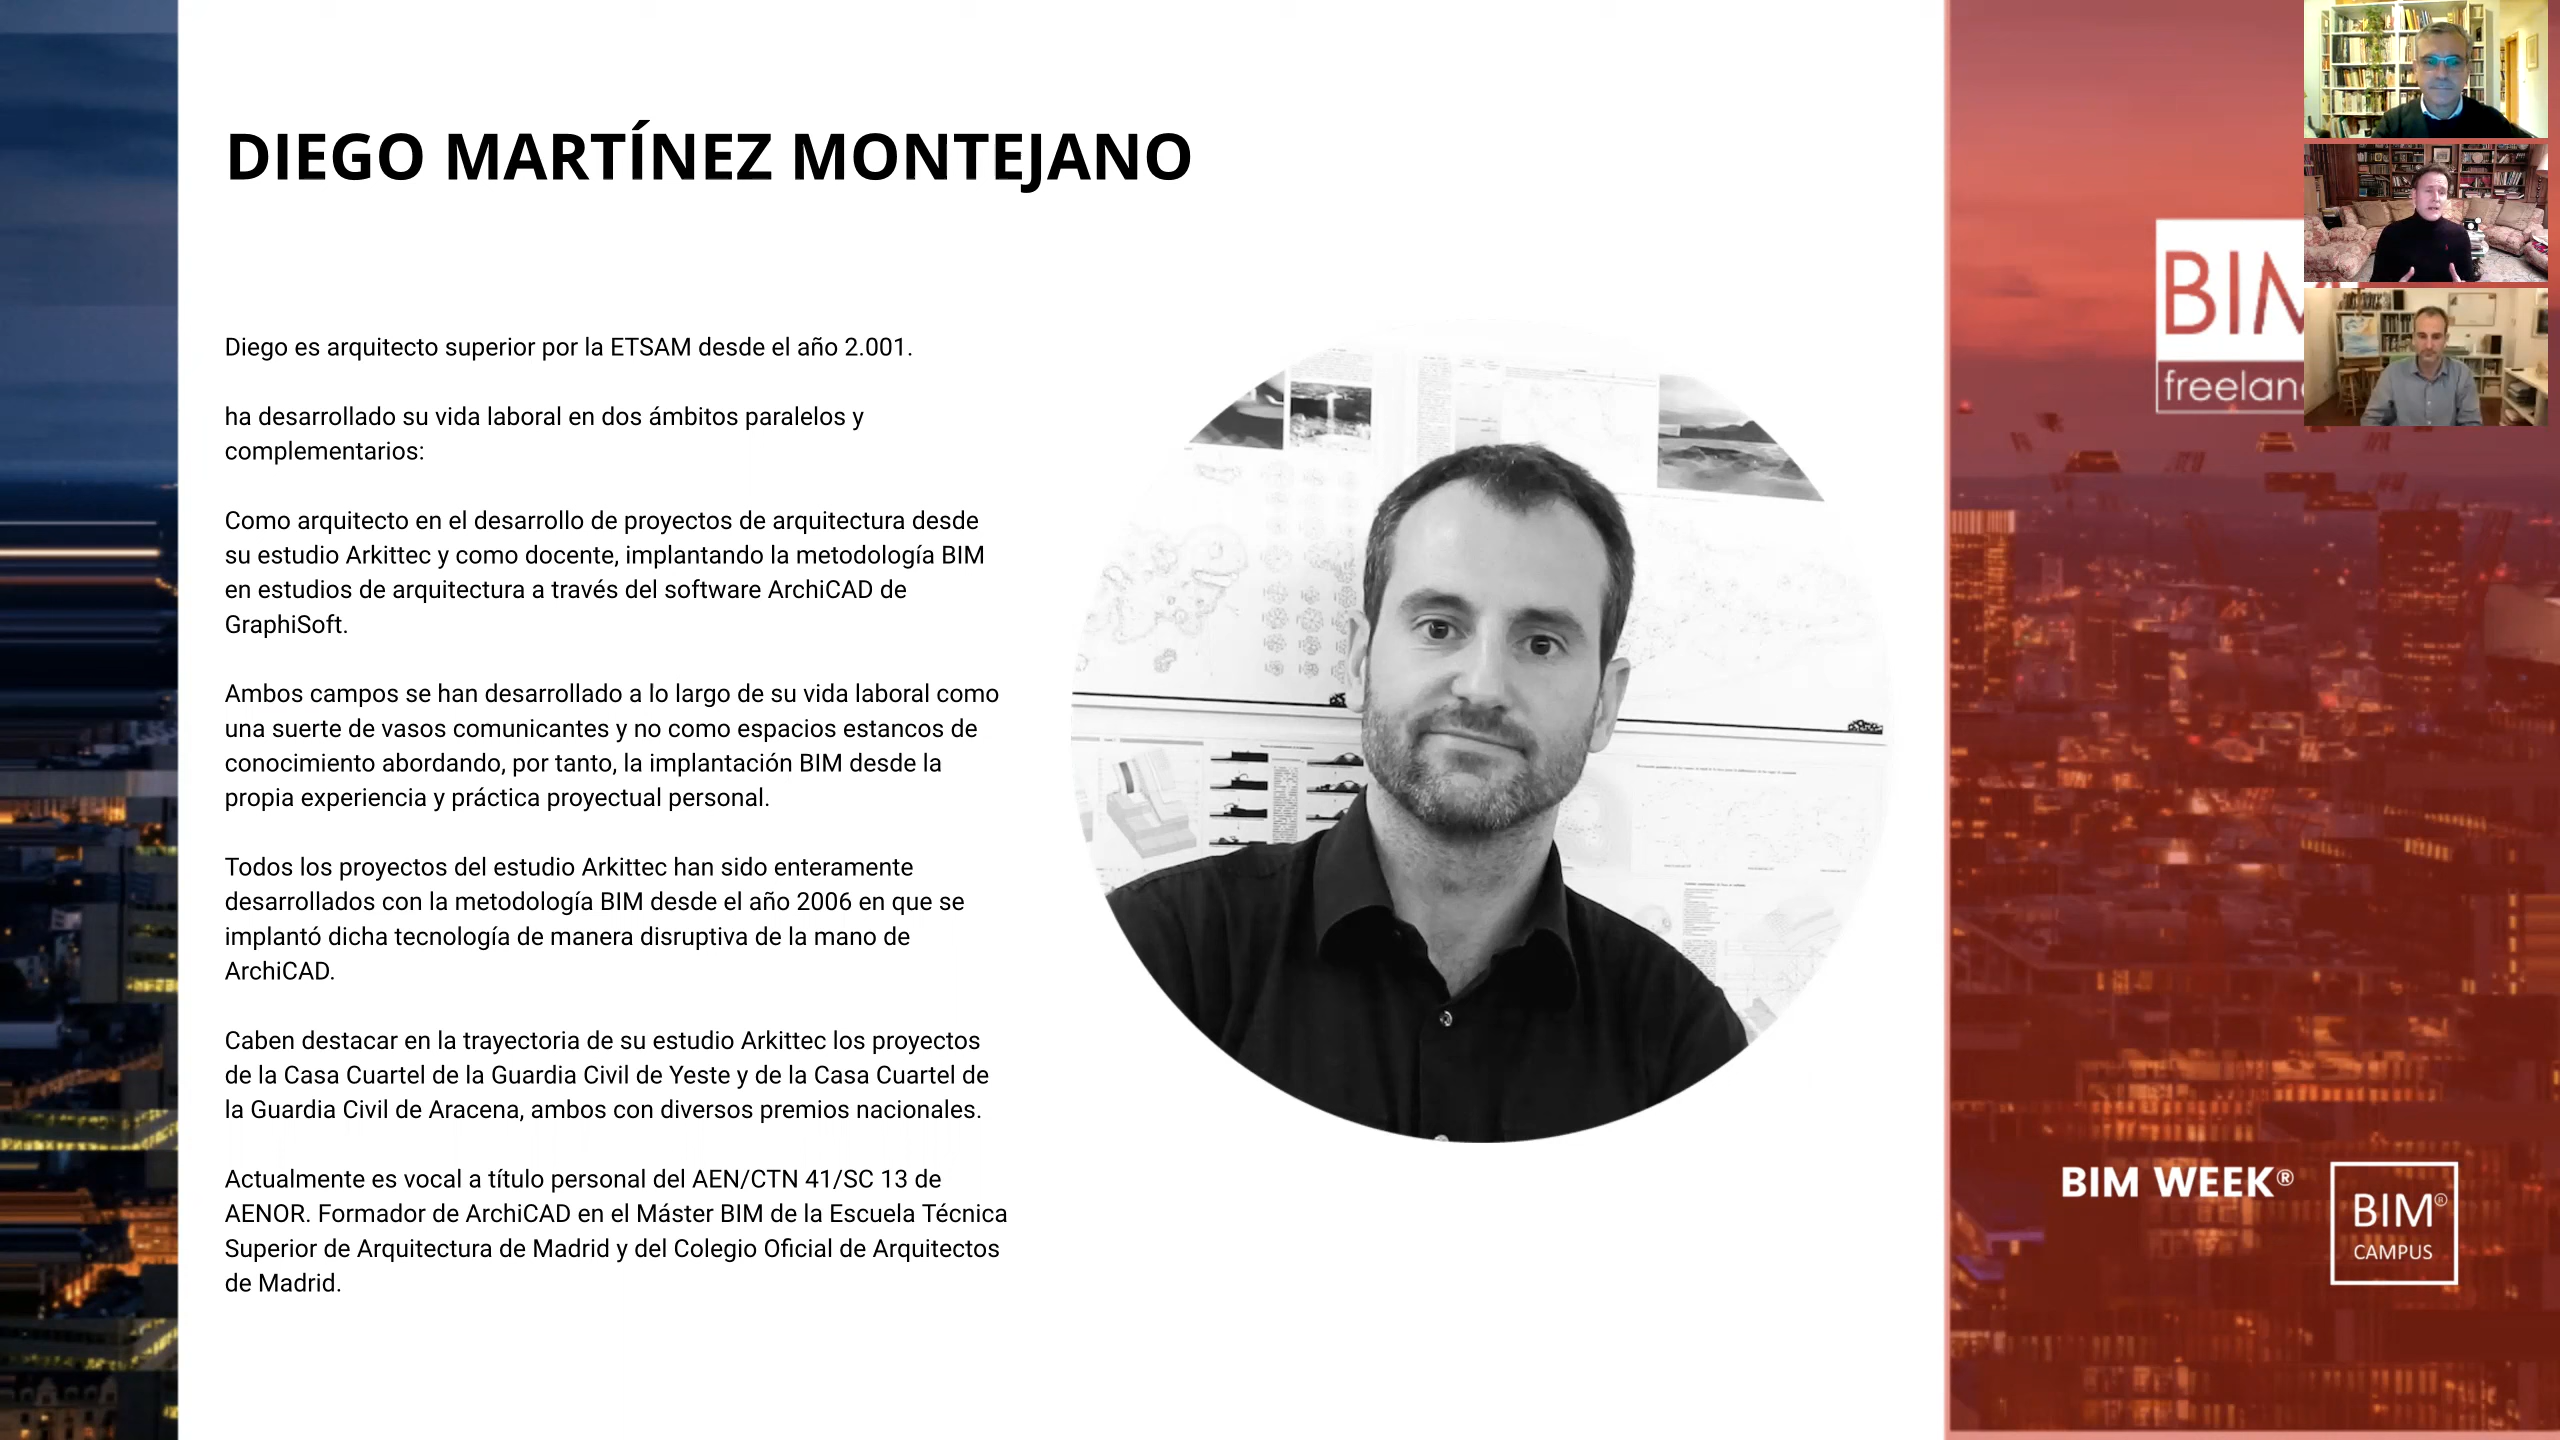 DIEGO MARTÍNEZ MONTEJANO
Diego es arquitecto superior por la ETSAM desde el año 2.001.
ha desarrollado su vida laboral en dos ámbitos paralelos y
complementarios:
Como arquitecto en el desarrollo de proyectos de arquitectura desde
su estudio Arkittec y como docente, implantando la metodología BIM
en estudios de arquitectura a través del software ArchiCAD de
GraphiSoft.
Ambos campos se han desarrollado a lo largo de su vida laboral como
una suerte de vasos comunicantes y no como espacios estancos de
conocimiento abordando, por tanto, la implantación BIM desde la
propia experiencia y práctica proyectual personal.
Todos los proyectos del estudio Arkittec han sido enteramente
desarrollados con la metodología BIM desde el año 2006 en que se
implantó dicha tecnología de manera disruptiva de la mano de
ArchiCAD.
Caben destacar en la trayectoria de su estudio Arkittec los proyectos
de la Casa Cuartel de la Guardia Civil de Yeste y de la Casa Cuartel de
la Guardia Civil de Aracena, ambos con diversos premios nacionales.
Actualmente es vocal a título personal del AEN/CTN 41/SC 13 de
AENOR. Formador de ArchiCAD en el Máster BIM de la Escuela Técnica
Superior de Arquitectura de Madrid y del Colegio Oficial de Arquitectos
de Madrid.
BIM
freelan
BIM WEEK®
BIM®
CAMPUS